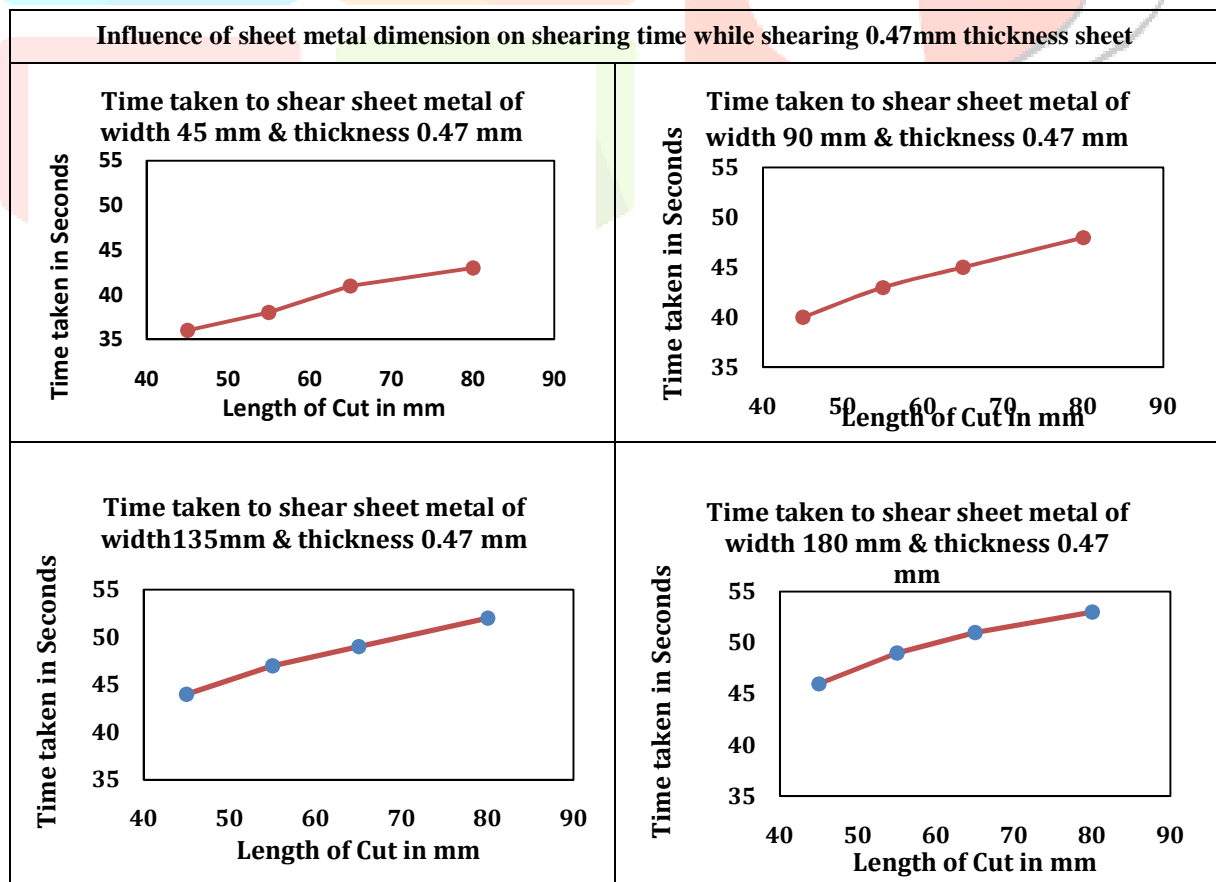 Influence of sheet metal dimension on shearing time while shearing 0.47mm thickness sheet
Time taken to shear sheet metal of
width 45 mm & thickness 0.47 mm
Time taken in Seconds
55
50
45
40
35
40 50 60 70 80 90
Length of Cut in mm
Time taken to shear sheet metal of
width 90 mm & thickness 0.47 mm
Time taken in Seconds
55
50
45
40
35
40 50 60 70 80 90
Length of Cut in mm
Time taken to shear sheet metal of
width135mm & thickness 0.47 mm
Time taken in Seconds
55
50
45
40
35
40 50 60 70 80 90
Length of Cut in mm
Time taken to shear sheet metal of
width 180 mm & thickness 0.47
mm
Time taken in Seconds
55
50
45
40
35
40 50 60 70 80 90
Length of Cut in mm